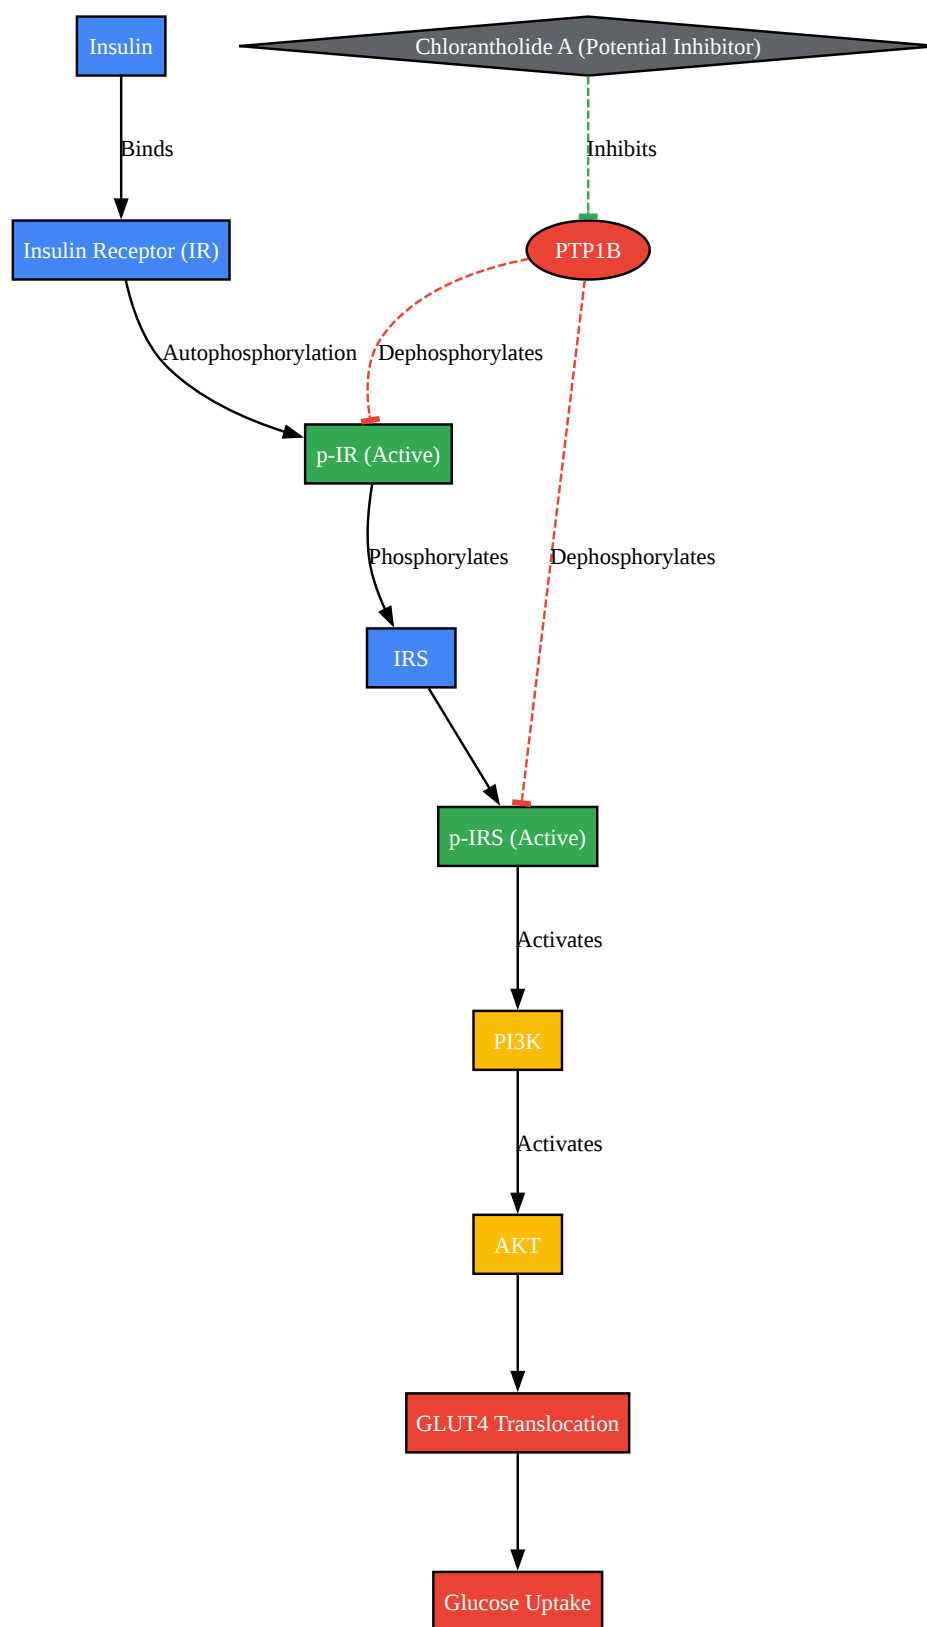 Insulin
Chlorantholide A (Potential Inhibitor)
Binds
Inhibits
Insulin Receptor (IR)
PTP1B
Autophosphorylation
Dephosphorylates
p-IR (Active)
Phosphorylates
Dephosphorylates
IRS
p-IRS (Active)
Activates
PI3K
Activates
AKT
GLUT4 Translocation
Glucose Uptake